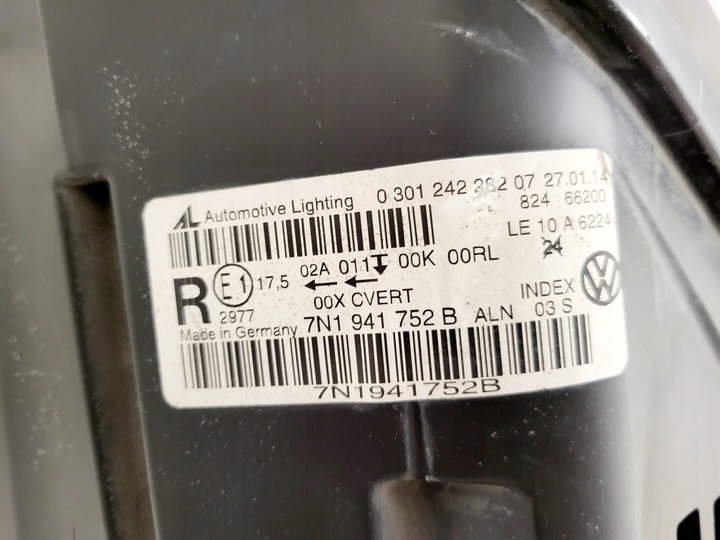 AL Automotive Lighting 0 301 242 282 07 27.01.14
824 66200
LE 10 A 6224
24
R E1 17,5 02A 011 00K 00RL
2977 00X CVERT INDEX
Made in Germany 7N1 941 752 B ALN 03 S
7N1941752B